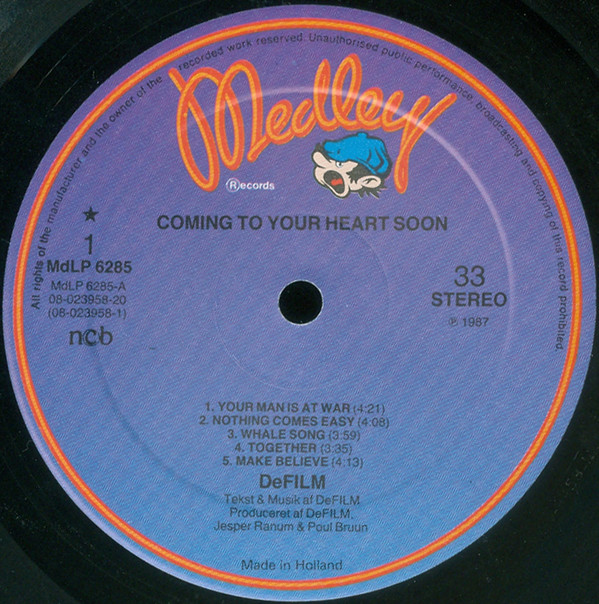 All rights of the manufacturer and the owner of the recorded work reserved. Unauthorised public performance, broadcasting and copying of this record prohibited.
Medley
Records
COMING TO YOUR HEART SOON
★
1
MdLP 6285
MdLP 6285-A
08-023958-20
(08-023958-1)
ncb
33
STEREO
℗ 1987
1. YOUR MAN IS AT WAR (4:21)
2. NOTHING COMES EASY (4:08)
3. WHALE SONG (3:59)
4. TOGETHER (3:35)
5. MAKE BELIEVE (4:13)
DeFILM
Tekst & Musik af DeFILM.
Produceret af DeFILM,
Jesper Ranum & Poul Bruun
Made in Holland